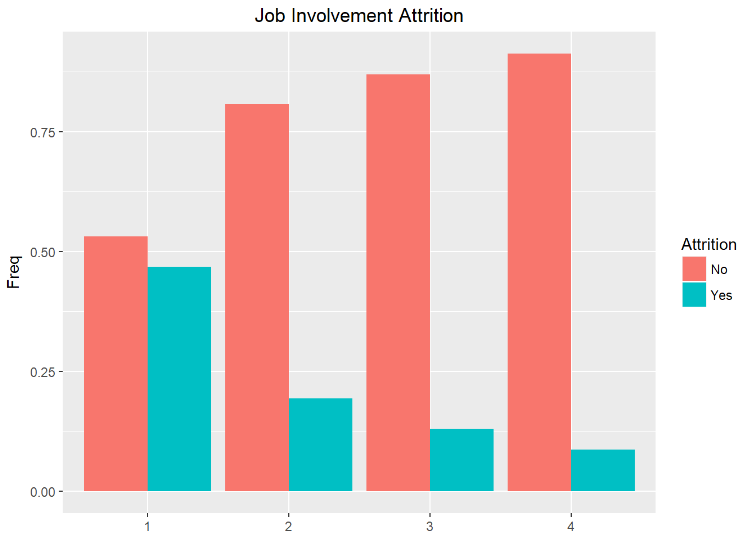 Job Involvement Attrition
Freq
0.75
0.50
0.25
0.00
1 2 3 4
Attrition
No
Yes